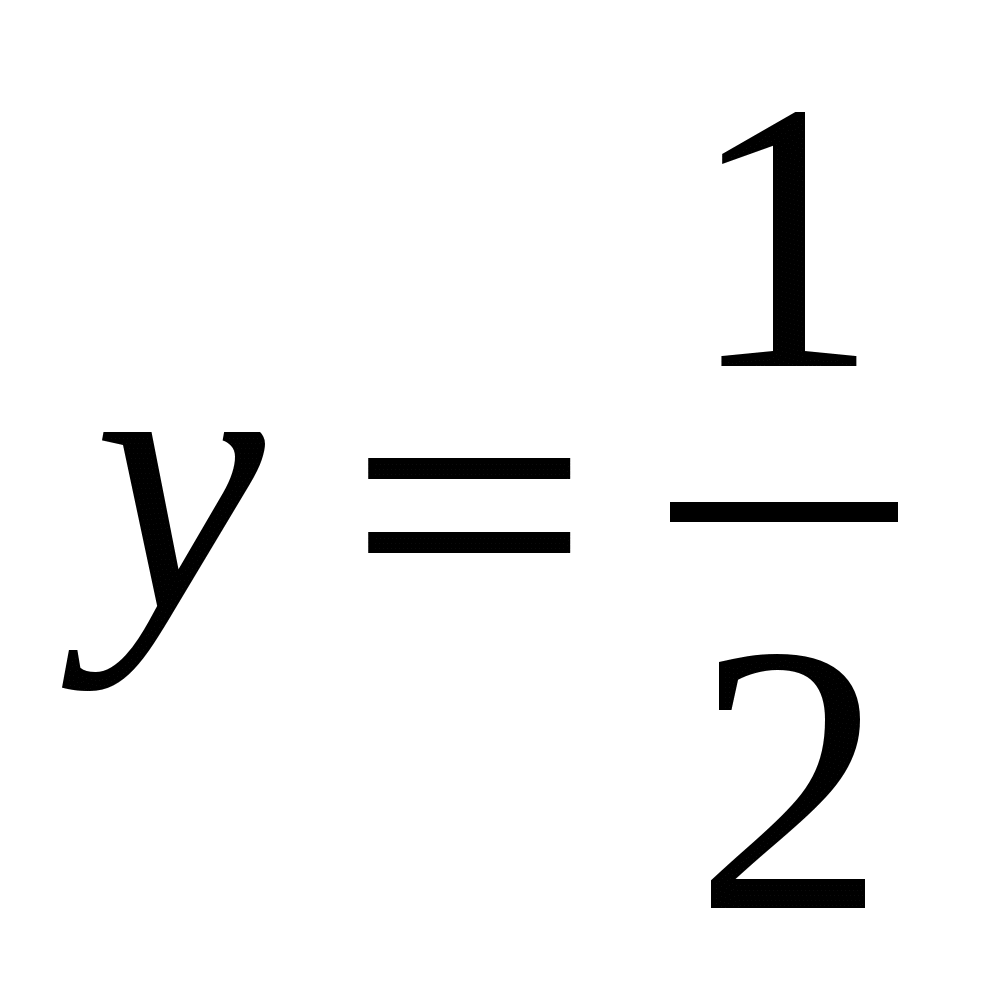 y = 1/2